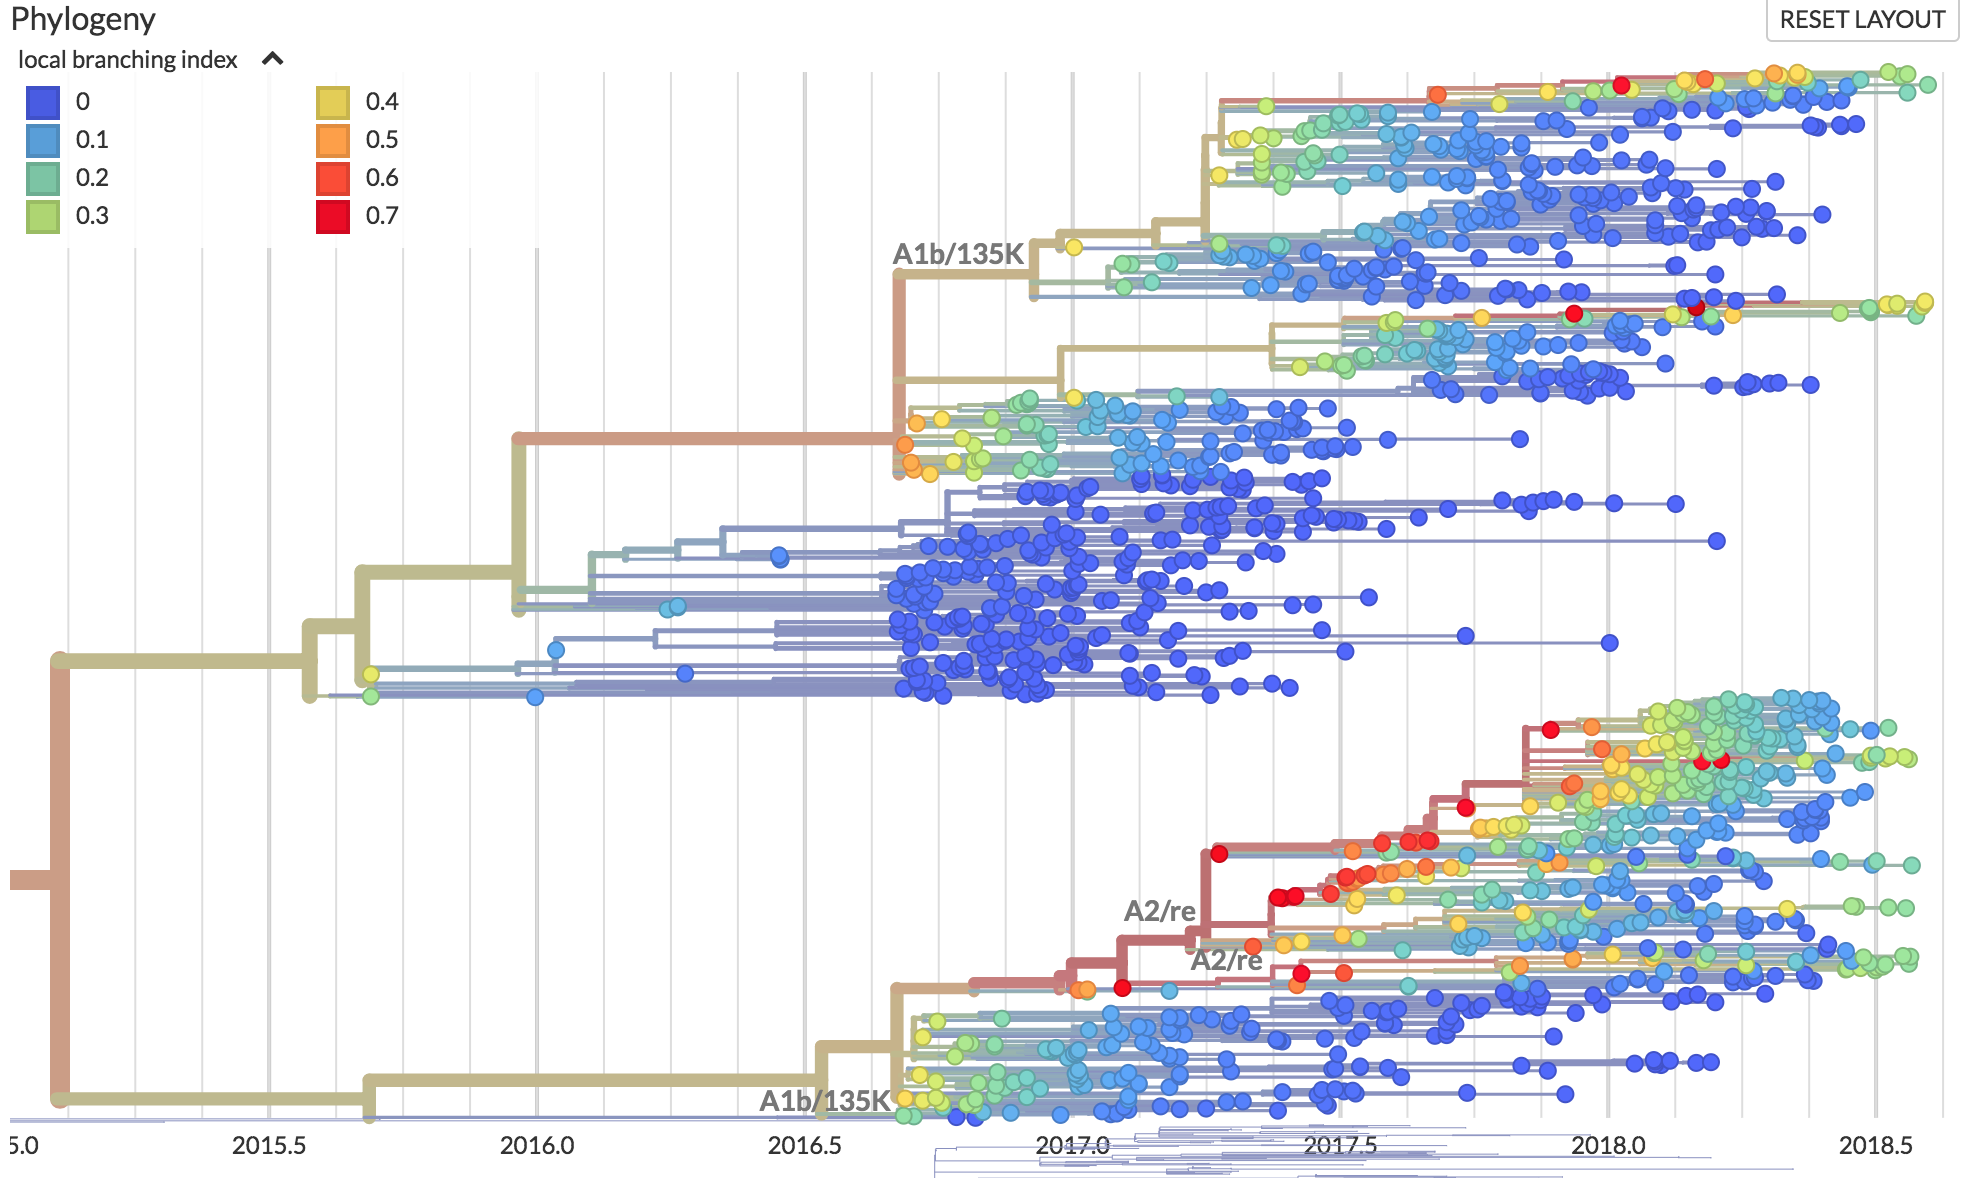 Phylogeny
RESET LAYOUT
local branching index
0
0.4
0.1
0.5
0.2
0.6
0.3
0.7
A1b/135K
A2/re
A2/re
A1b/135K
5.0 2015.5 2016.0 2016.5 2017.0 2017.5 2018.0 2018.5